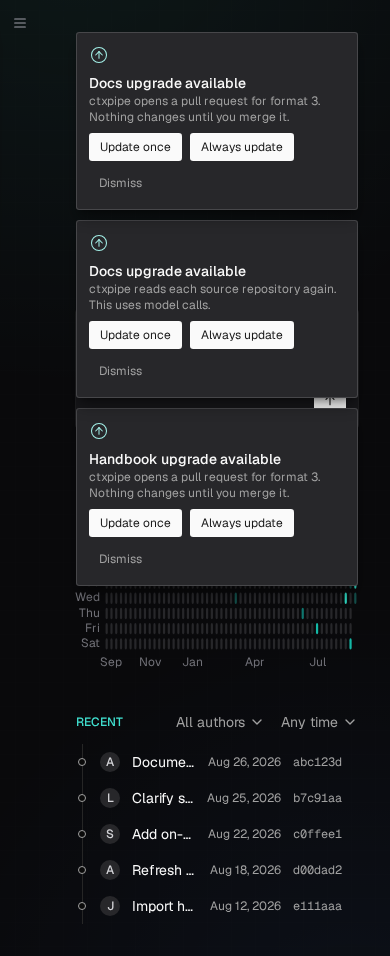 Docs upgrade available
ctxpipe opens a pull request for format 3.
Nothing changes until you merge it.
Update once Always update
Dismiss
Docs upgrade available
ctxpipe reads each source repository again.
This uses model calls.
Update once Always update
Dismiss
Handbook upgrade available
ctxpipe opens a pull request for format 3.
Nothing changes until you merge it.
Update once Always update
Dismiss
Wed
Thu
Fri
Sat
Sep Nov Jan Apr Jul
RECENT All authors Any time
A Docume... Aug 26, 2026 abc123d
L Clarify s... Aug 25, 2026 b7c91aa
S Add on-... Aug 22, 2026 c0ffee1
A Refresh ... Aug 18, 2026 d00dad2
J Import h... Aug 12, 2026 e111aaa